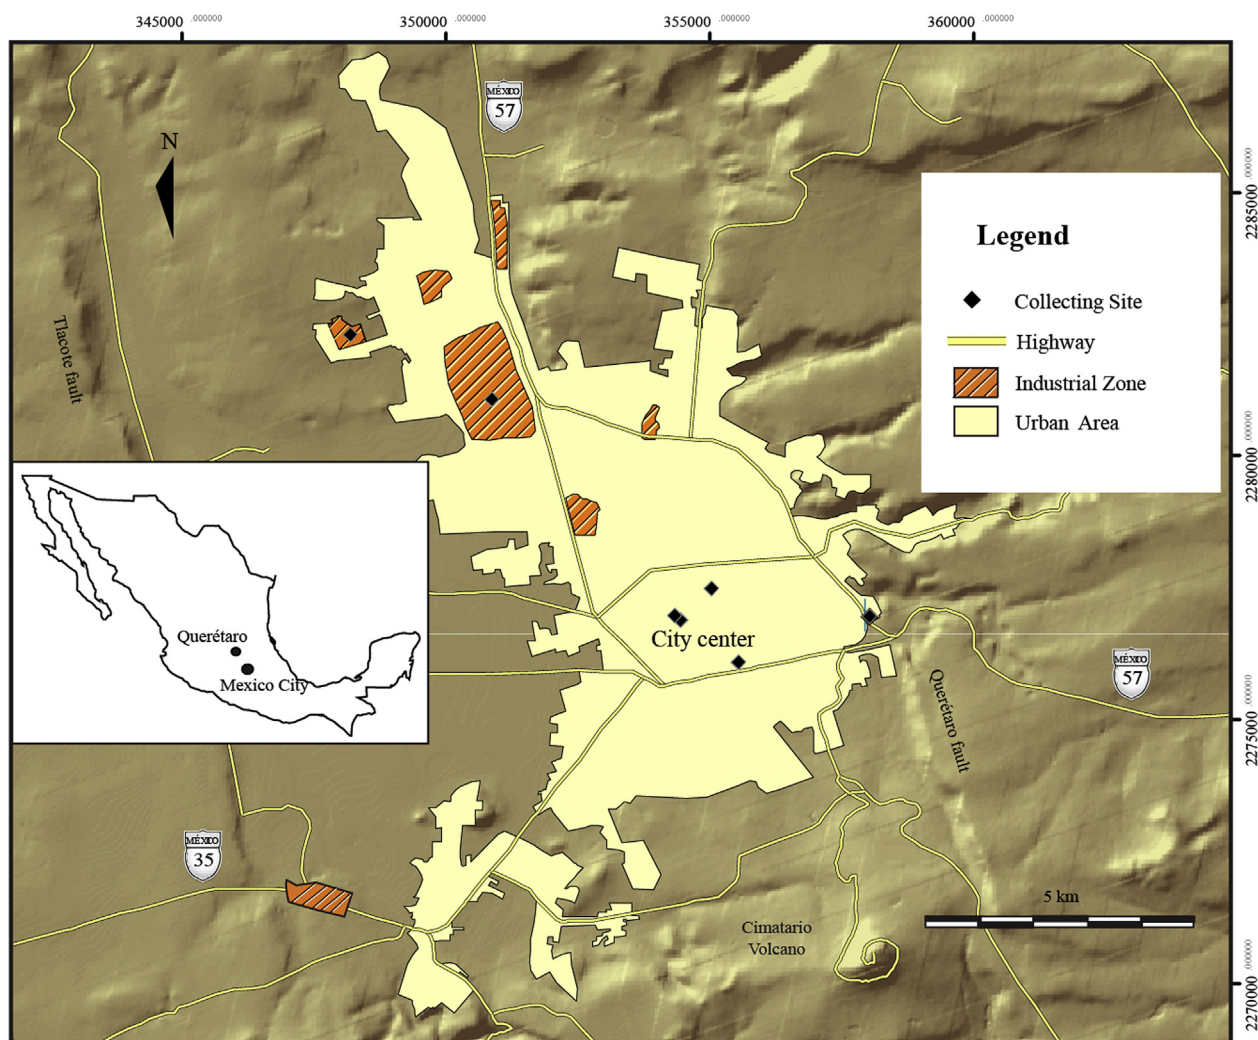 345000 .000000
350000 .000000
355000 .000000
360000 .000000
MÉXICO
57
N
2285000 .000000
Legend
Collecting Site
Highway
Industrial Zone
Urban Area
Tlacote fault
2280000 .000000
Querétaro
Mexico City
City center
MÉXICO
57
Querétaro fault
2275000 .000000
MÉXICO
35
5 km
Cimatario
Volcano
2270000 .000000